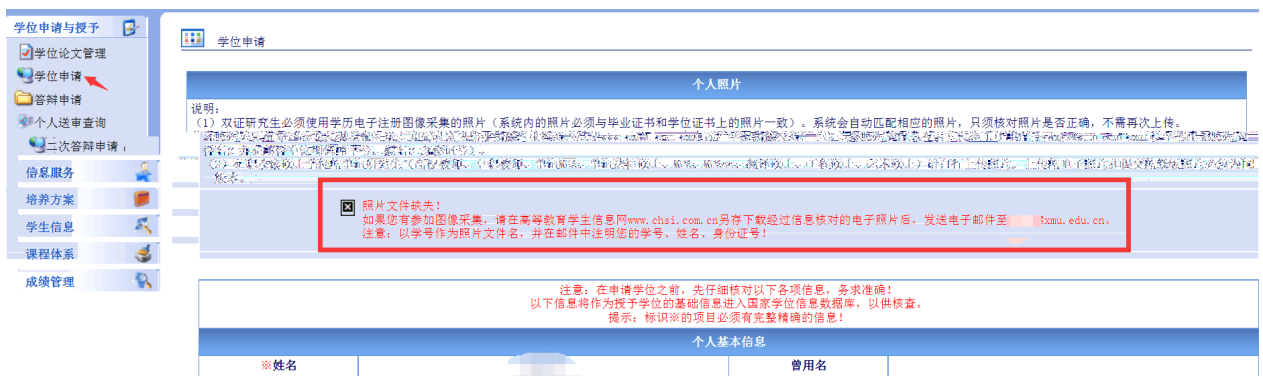 学位申请与授予
学位论文管理
学位申请
答辩申请
个人送审查询
二次答辩申请
信息服务
培养方案
学生信息
课程体系
成绩管理
学位申请
个人照片
说明：
（1）双证研究生必须使用学历电子注册图像采集的照片（系统内的照片必须与毕业证书和学位证书上的照片一致）。系统会自动匹配相应的照片，只须核对照片是否正确，不需再次上传。
照片文件缺失！
如果您有参加图像采集，请在高等教育学生信息网www.chsi.com.cn另存下载经过信息核对的电子照片后，发送电子邮件至 xmu.edu.cn。
注意：以学号作为照片文件名，并在邮件中注明您的学号、姓名、身份证号！
注意：在申请学位之前，先仔细核对以下各项信息，务求准确！
以下信息将作为授予学位的基础信息进入国家学位信息数据库，以供核查。
提示：标识※的项目必须有完整精确的信息！
个人基本信息
※姓名 曾用名